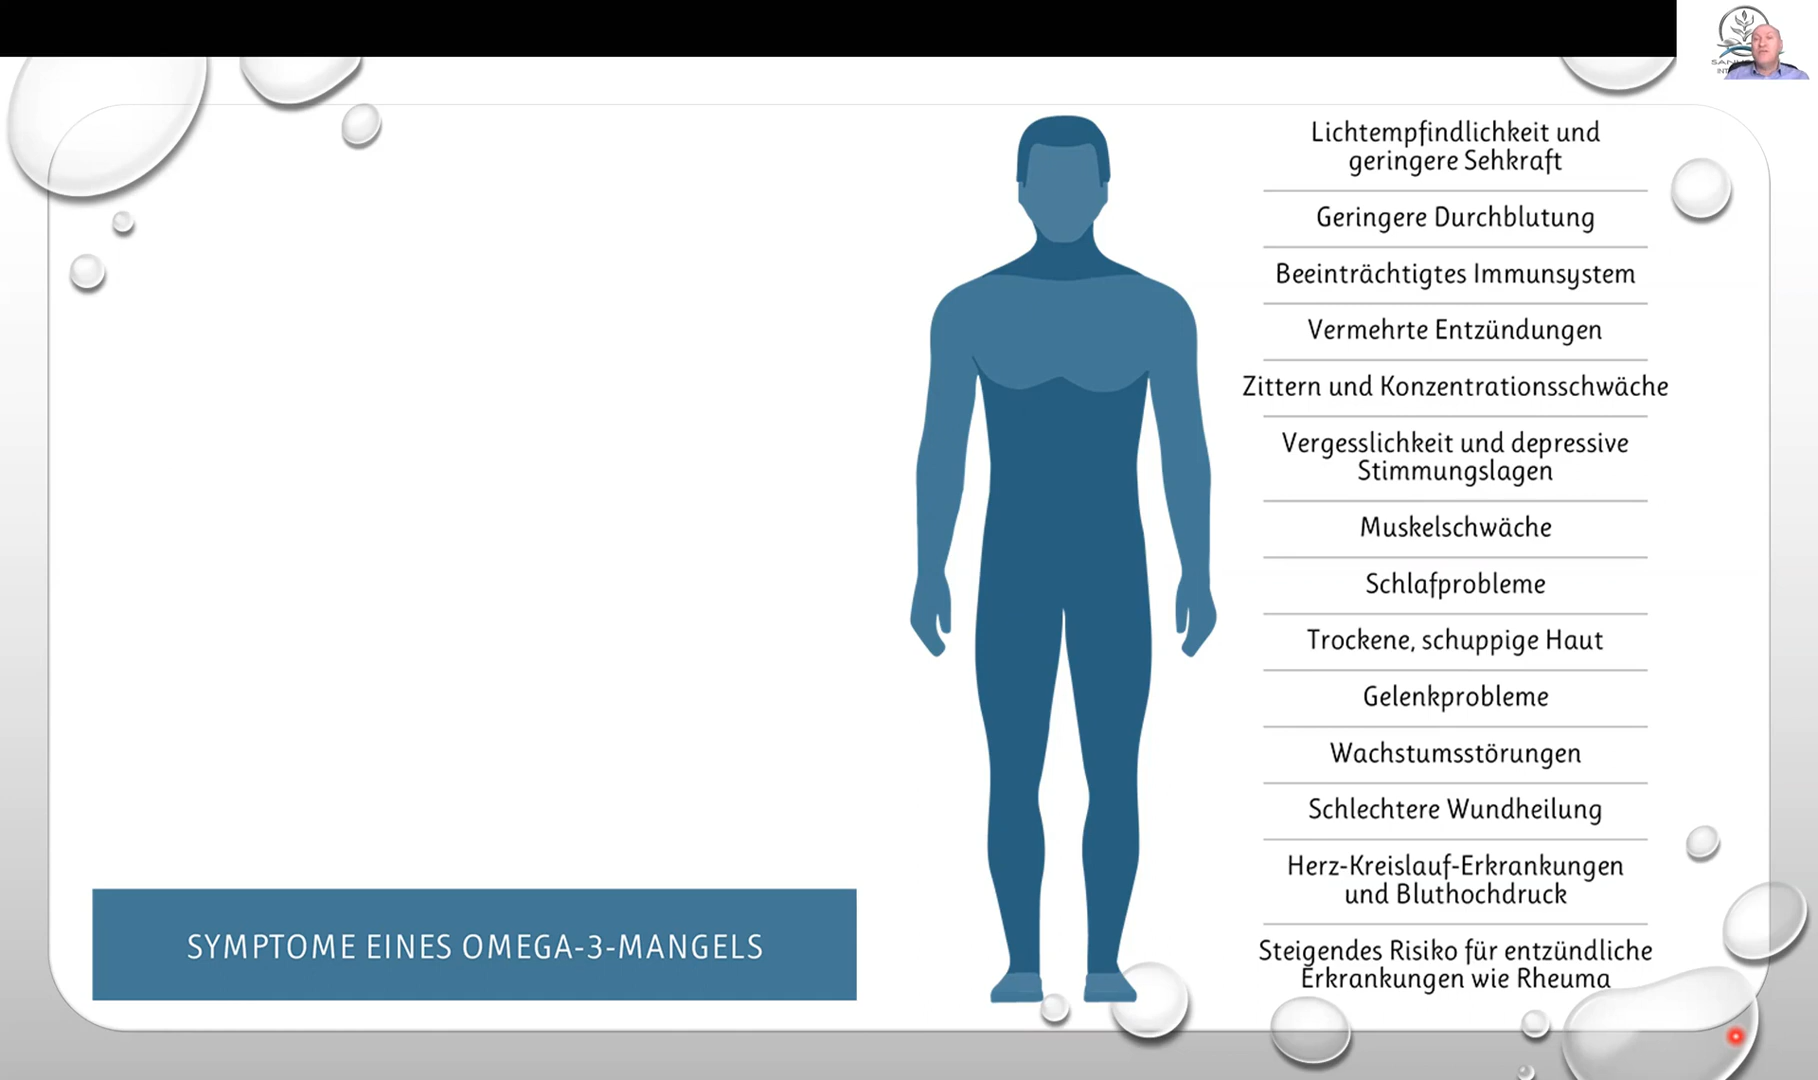 Lichtempfindlichkeit und
geringere Sehkraft
Geringere Durchblutung
Beeinträchtigtes Immunsystem
Vermehrte Entzündungen
Zittern und Konzentrationsschwäche
Vergesslichkeit und depressive
Stimmungslagen
Muskelschwäche
Schlafprobleme
Trockene, schuppige Haut
Gelenkprobleme
Wachstumsstörungen
Schlechtere Wundheilung
Herz-Kreislauf-Erkrankungen
und Bluthochdruck
Steigendes Risiko für entzündliche
Erkrankungen wie Rheuma
SYMPTOME EINES OMEGA-3-MANGELS